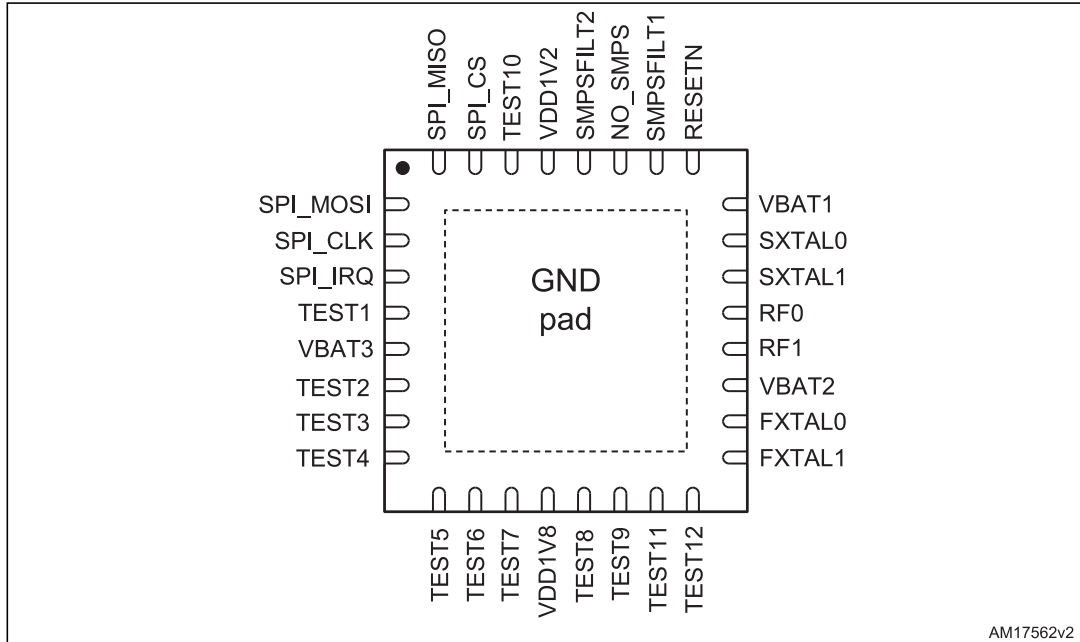 SPI_MISO
SPI_CS
TEST10
VDD1V2
SMPSFILT2
NO_SMPS
SMPSFILT1
RESETN
SPI_MOSI
SPI_CLK
SPI_IRQ
TEST1
VBAT3
TEST2
TEST3
TEST4
GND
pad
VBAT1
SXTAL0
SXTAL1
RF0
RF1
VBAT2
FXTAL0
FXTAL1
TEST5
TEST6
TEST7
VDD1V8
TEST8
TEST9
TEST11
TEST12
AM17562v2